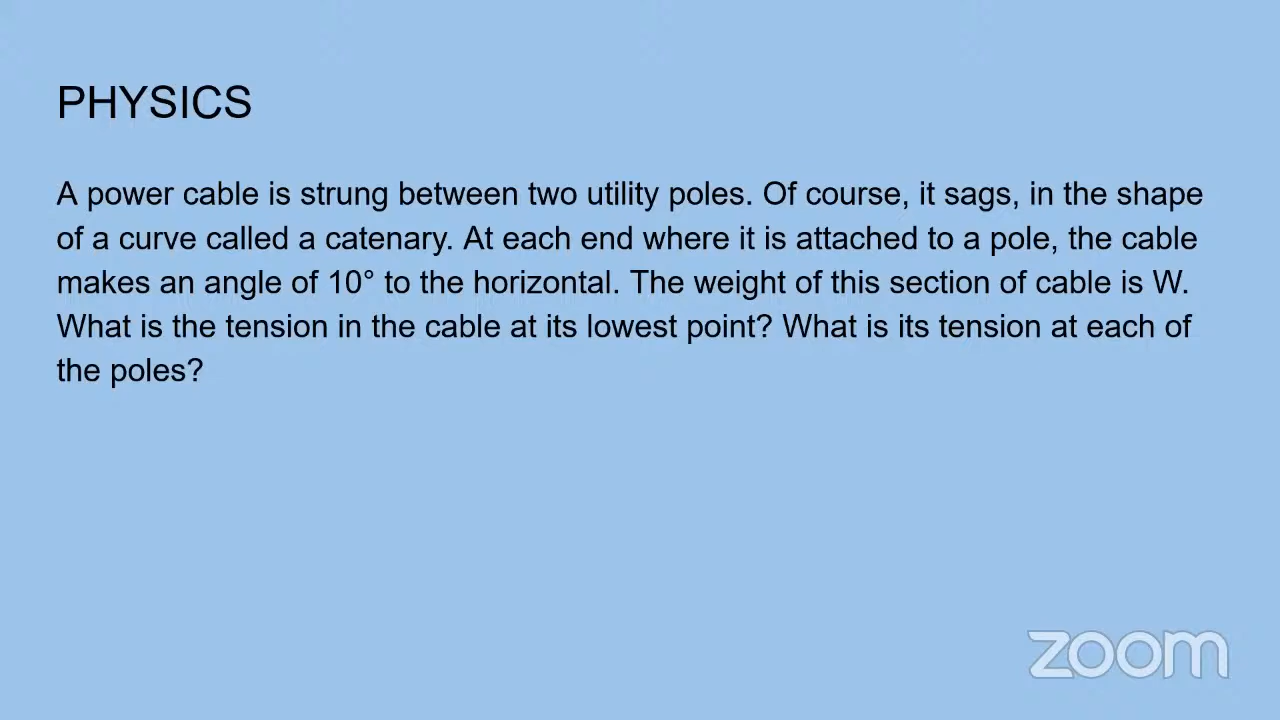 PHYSICS
A power cable is strung between two utility poles. Of course, it sags, in the shape
of a curve called a catenary. At each end where it is attached to a pole, the cable
makes an angle of 10° to the horizontal. The weight of this section of cable is W.
What is the tension in the cable at its lowest point? What is its tension at each of
the poles?
zoom